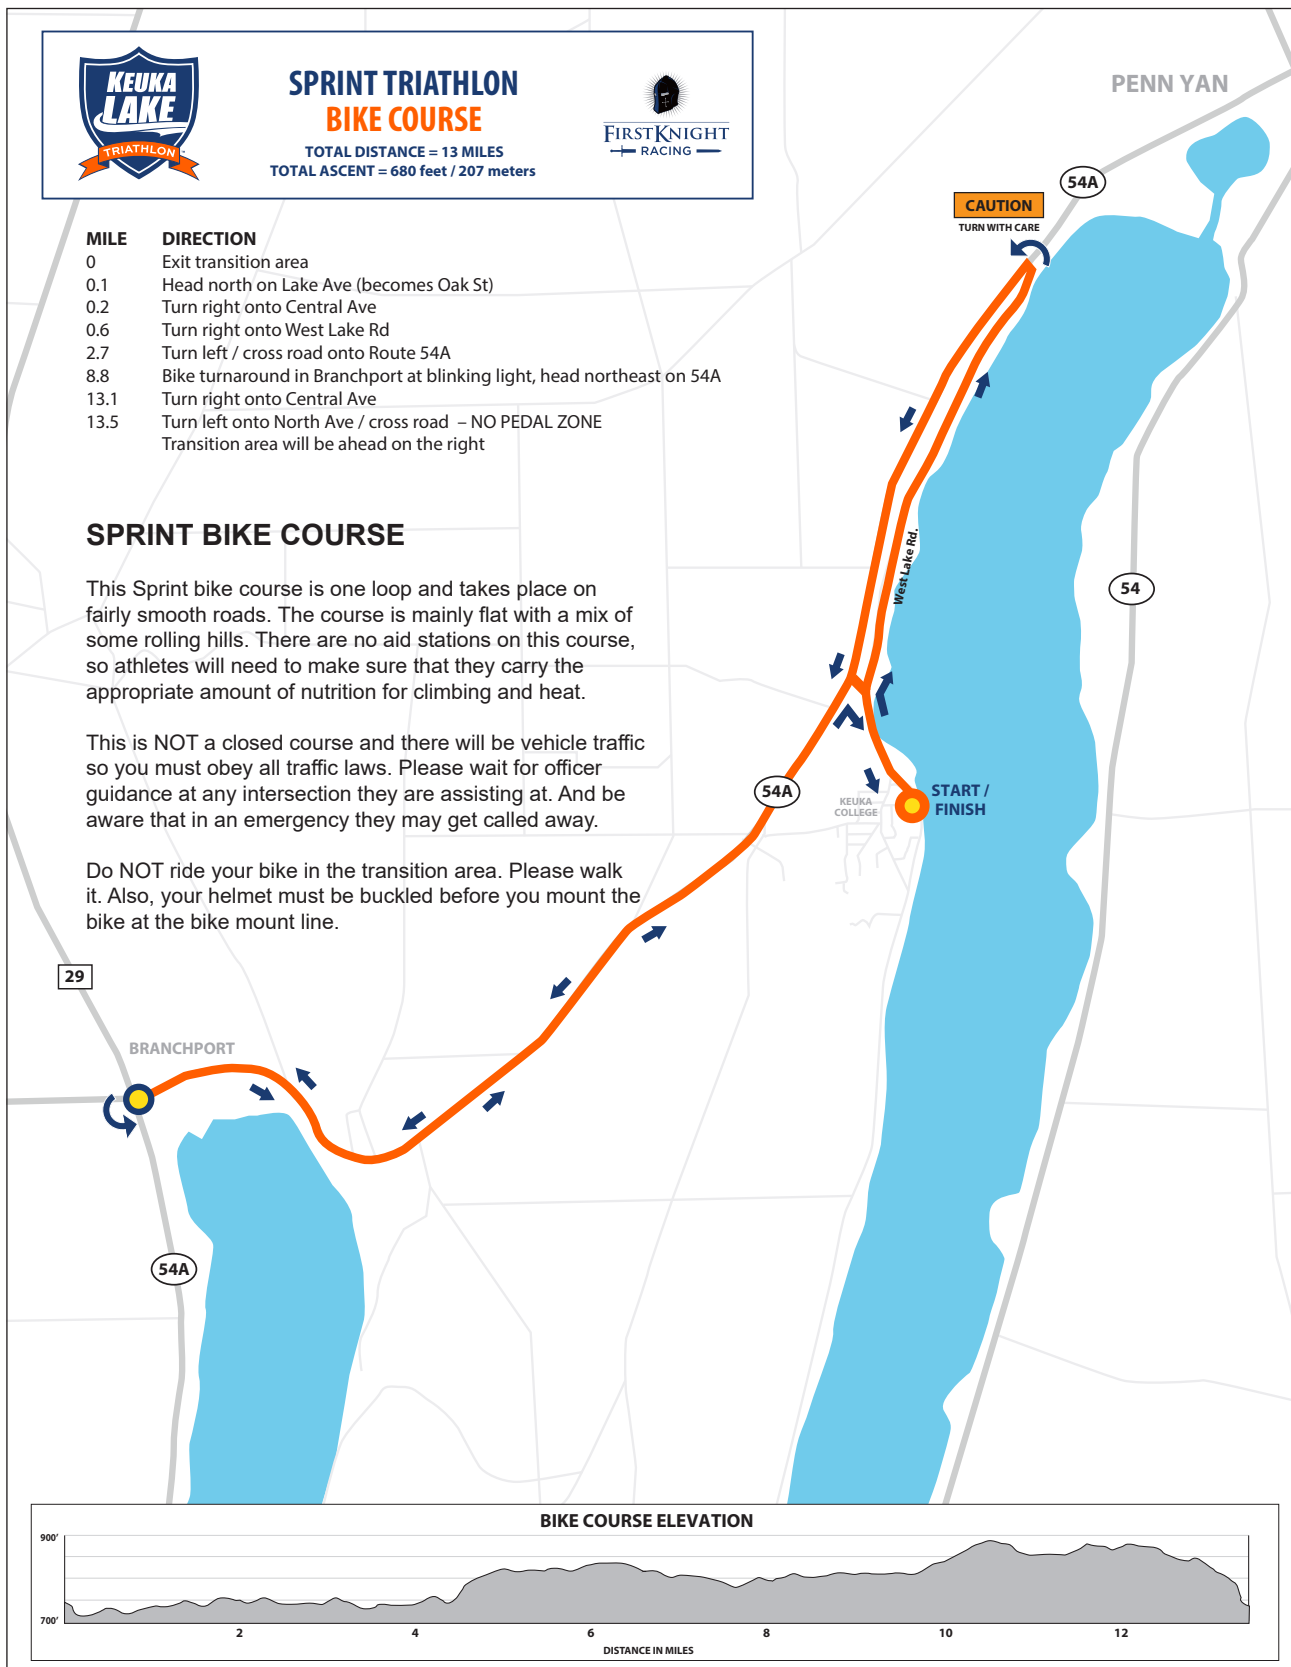 KEUKA
LAKE
TRIATHLON
SPRINT TRIATHLON
BIKE COURSE
TOTAL DISTANCE = 13 MILES
TOTAL ASCENT = 680 feet / 207 meters
FIRSTKNIGHT
RACING
MILE DIRECTION
0 Exit transition area
0.1 Head north on Lake Ave (becomes Oak St)
0.2 Turn right onto Central Ave
0.6 Turn right onto West Lake Rd
2.7 Turn left / cross road onto Route 54A
8.8 Bike turnaround in Branchport at blinking light, head northeast on 54A
13.1 Turn right onto Central Ave
13.5 Turn left onto North Ave / cross road – NO PEDAL ZONE
Transition area will be ahead on the right
SPRINT BIKE COURSE
This Sprint bike course is one loop and takes place on
fairly smooth roads. The course is mainly flat with a mix of
some rolling hills. There are no aid stations on this course,
so athletes will need to make sure that they carry the
appropriate amount of nutrition for climbing and heat.
This is NOT a closed course and there will be vehicle traffic
so you must obey all traffic laws. Please wait for officer
guidance at any intersection they are assisting at. And be
aware that in an emergency they may get called away.
Do NOT ride your bike in the transition area. Please walk
it. Also, your helmet must be buckled before you mount the
bike at the bike mount line.
PENN YAN
54A
CAUTION
TURN WITH CARE
West Lake Rd.
54
54A
KEUKA
COLLEGE
START /
FINISH
29
BRANCHPORT
54A
BIKE COURSE ELEVATION
900'
700'
2 4 6 8 10 12
DISTANCE IN MILES